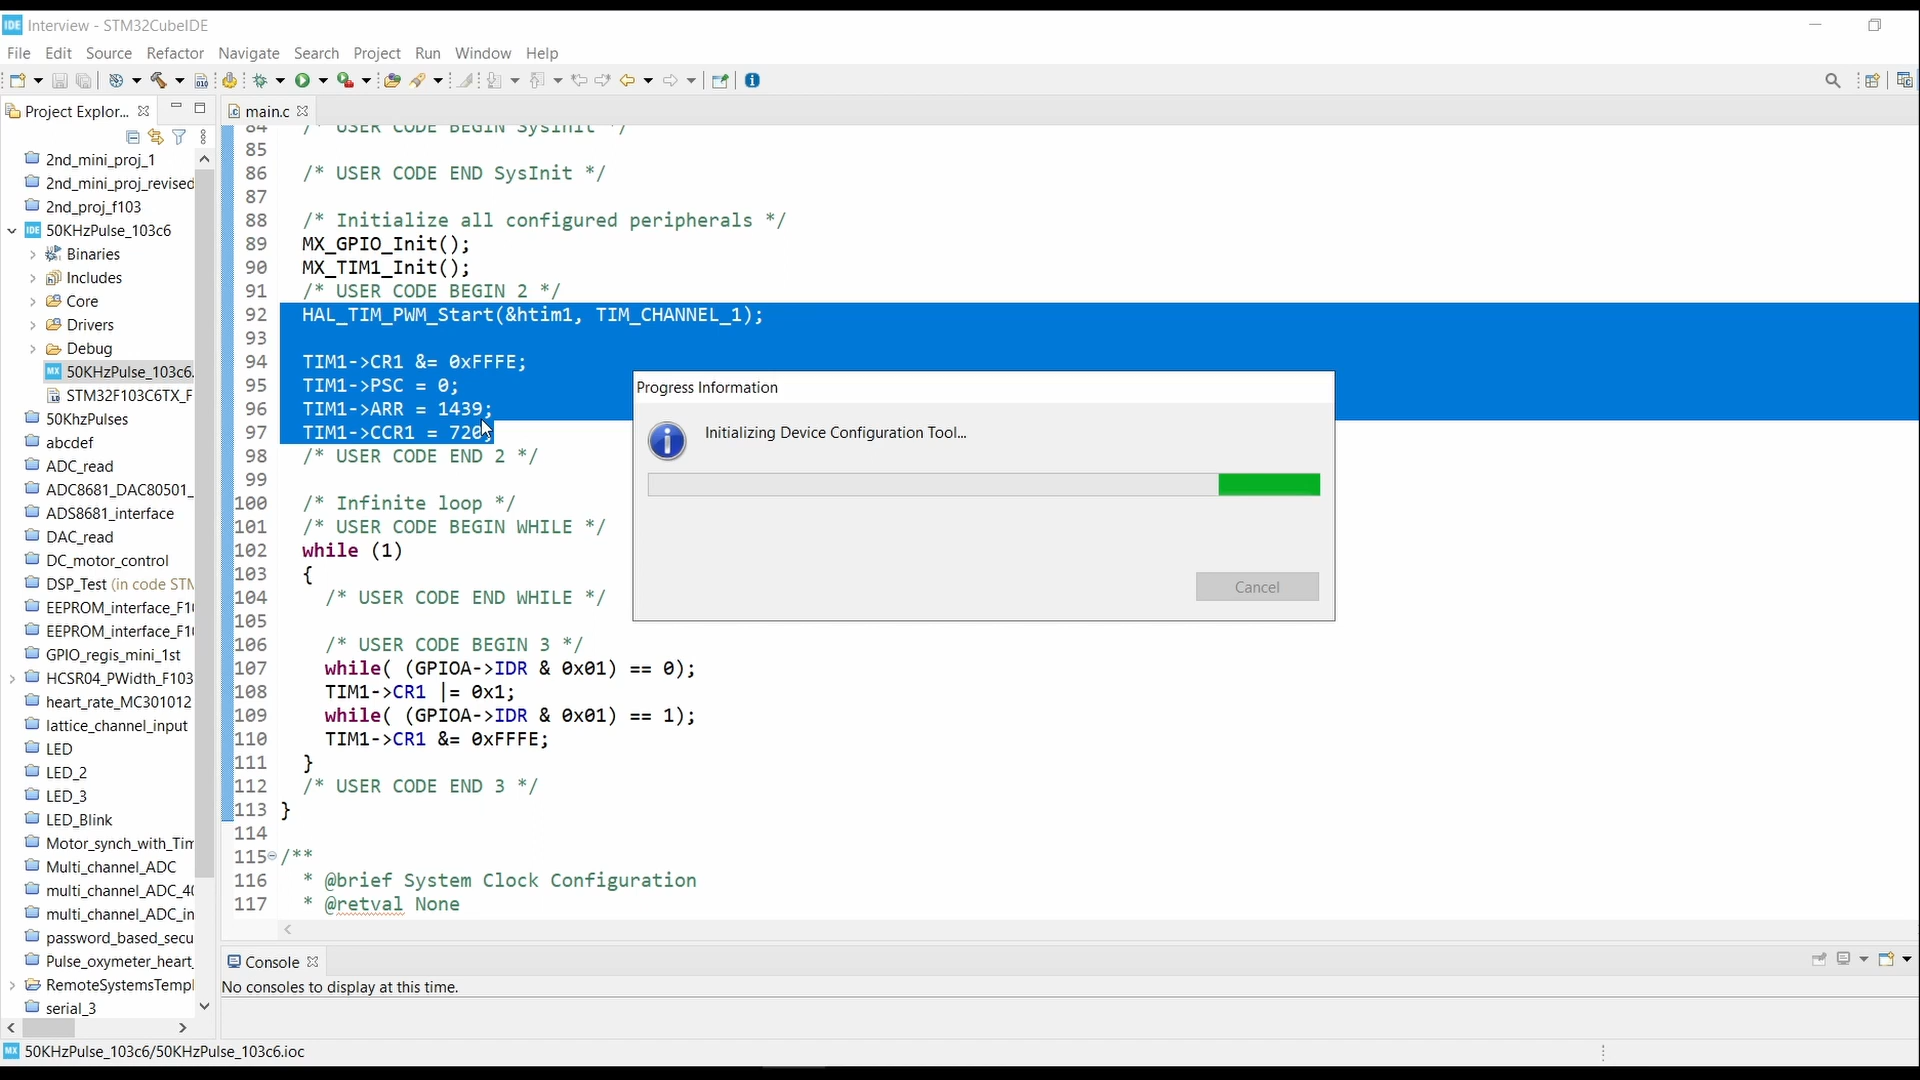 Interview - STM32CubeIDE
File Edit Source Refactor Navigate Search Project Run Window Help
Project Explor...
main.c
2nd_mini_proj_1
2nd_mini_proj_revised
2nd_proj_f103
50KHzPulse_103c6
Binaries
Includes
Core
Drivers
Debug
50KHzPulse_103c6.
STM32F103C6TX_F
50KhzPulses
abcdef
ADC_read
ADC8681_DAC80501_
ADS8681_interface
DAC_read
DC_motor_control
DSP_Test (in code STM
EEPROM_interface_F10
EEPROM_interface_F10
GPIO_regis_mini_1st
HCSR04_PWidth_F103
heart_rate_MC301012
lattice_channel_input
LED
LED_2
LED_3
LED_Blink
Motor_synch_with_Tim
Multi_channel_ADC
multi_channel_ADC_40
multi_channel_ADC_in
password_based_secu
Pulse_oxymeter_heart_
RemoteSystemsTempl
serial_3
84 /* USER CODE BEGIN SysInit */
85
86 /* USER CODE END SysInit */
87
88 /* Initialize all configured peripherals */
89 MX_GPIO_Init();
90 MX_TIM1_Init();
91 /* USER CODE BEGIN 2 */
92 HAL_TIM_PWM_Start(&htim1, TIM_CHANNEL_1);
93
94 TIM1->CR1 &= 0xFFFE;
95 TIM1->PSC = 0;
96 TIM1->ARR = 1439;
97 TIM1->CCR1 = 720;
98 /* USER CODE END 2 */
99
100 /* Infinite loop */
101 /* USER CODE BEGIN WHILE */
102 while (1)
103 {
104 /* USER CODE END WHILE */
105
106 /* USER CODE BEGIN 3 */
107 while( (GPIOA->IDR & 0x01) == 0);
108 TIM1->CR1 |= 0x1;
109 while( (GPIOA->IDR & 0x01) == 1);
110 TIM1->CR1 &= 0xFFFE;
111 }
112 /* USER CODE END 3 */
113 }
114
115 /**
116 * @brief System Clock Configuration
117 * @retval None
Progress Information
Initializing Device Configuration Tool...
Cancel
Console
No consoles to display at this time.
50KHzPulse_103c6/50KHzPulse_103c6.ioc